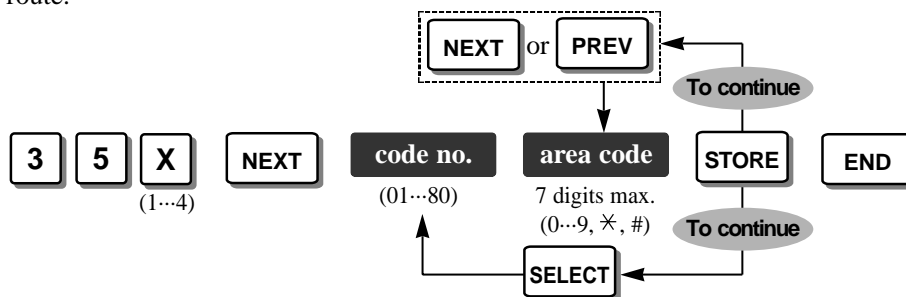 route.
NEXT or PREV
To continue
3 5 X NEXT code no. area code STORE END
(1···4) (01···80) 7 digits max.
(0···9, ✳, #)
To continue
SELECT